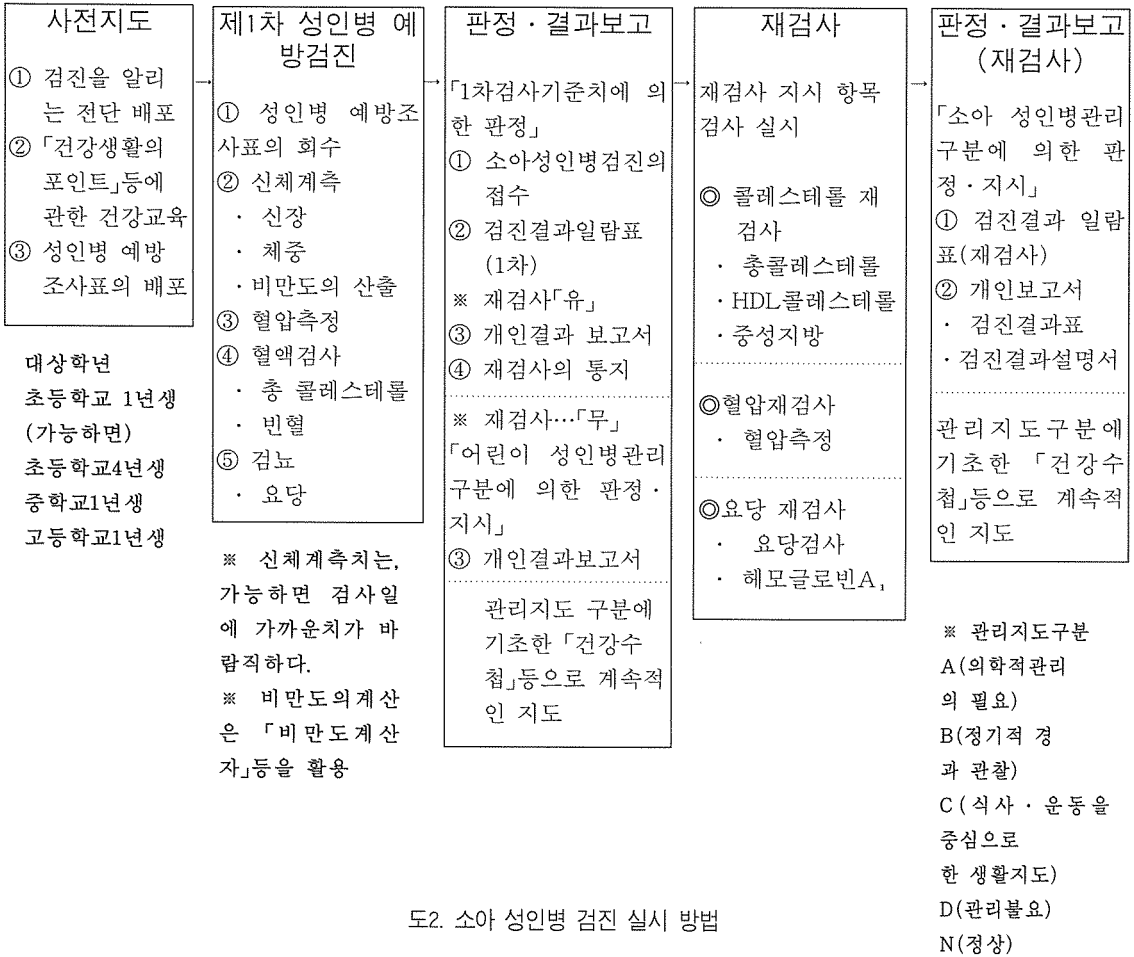 사전지도
① 검진을 알리
는 전단 배포
②「건강생활의
포인트」등에
관한 건강교육
③ 성인병 예방
조사표의 배포
대상학년
초등학교 1년생
(가능하면)
초등학교4년생
중학교1년생
고등학교1년생
→
제1차 성인병 예
방검진
① 성인병 예방조
사표의 회수
② 신체계측
· 신장
· 체중
·비만도의 산출
③ 혈압측정
④ 혈액검사
· 총 콜레스테롤
· 빈혈
⑤ 검뇨
· 요당
※ 신체계측치는,
가능하면 검사일
에 가까운치가 바
람직하다.
※ 비만도의계산
은 「비만도계산
자」등을 활용
→
판정·결과보고
「1차검사기준치에 의
한 판정」
① 소아성인병검진의
접수
② 검진결과일람표
(1차)
※ 재검사「유」
③ 개인결과 보고서
④ 재검사의 통지
※ 재검사…「무」
「어린이 성인병관리
구분에 의한 판정·
지시」
③ 개인결과보고서
관리지도 구분에
기초한 「건강수
첩」등으로 계속적
인 지도
→
재검사
재검사 지시 항목
검사 실시
◎ 콜레스테롤 재
검사
· 총콜레스테롤
·HDL콜레스테롤
·중성지방
◎혈압재검사
· 혈압측정
◎요당 재검사
· 요당검사
· 헤모글로빈A₁
→
판정·결과보고
(재검사)
「소아 성인병관리
구분에 의한 판
정·지시」
① 검진결과 일람
표(재검사)
② 개인보고서
· 검진결과표
·검진결과설명서
관리지도구분에
기초한 「건강수
첩」등으로 계속적
인 지도
※ 관리지도구분
A(의학적관리
의 필요)
B(정기적 경
과 관찰)
C(식사·운동을
중심으로
한 생활지도)
D(관리불요)
N(정상)
도2. 소아 성인병 검진 실시 방법